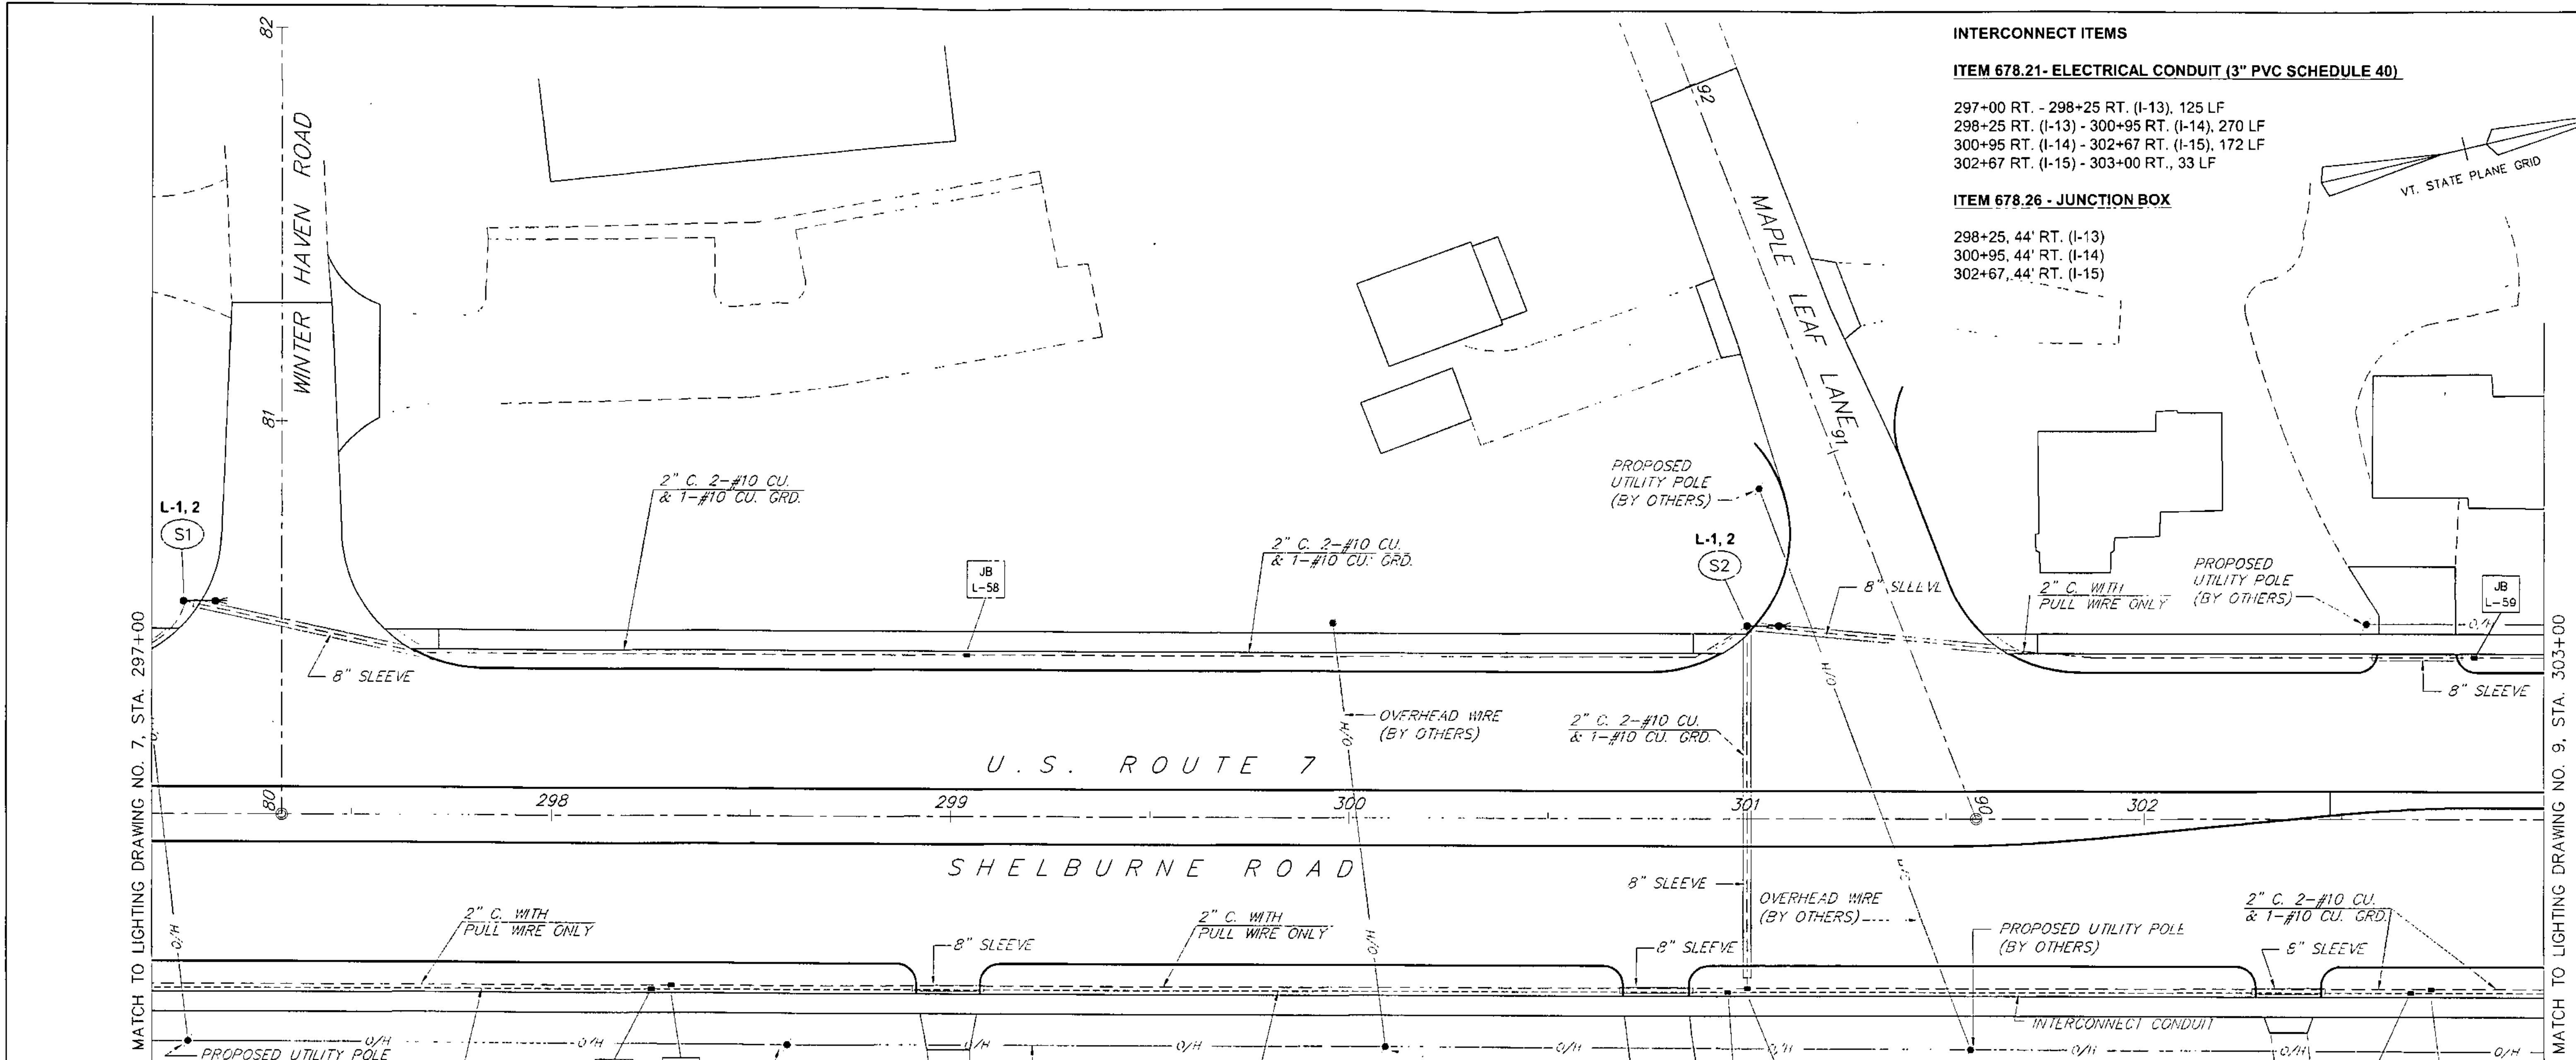 INTERCONNECT ITEMS
ITEM 678.21- ELECTRICAL CONDUIT (3" PVC SCHEDULE 40)
297+00 RT. - 298+25 RT. (I-13), 125 LF
298+25 RT. (I-13) - 300+95 RT. (I-14), 270 LF
300+95 RT. (I-14) - 302+67 RT. (I-15), 172 LF
302+67 RT. (I-15) - 303+00 RT., 33 LF
ITEM 678.26 - JUNCTION BOX
298+25, 44' RT. (I-13)
300+95, 44' RT. (I-14)
302+67, 44' RT. (I-15)
VT. STATE PLANE GRID
82
WINTER HAVEN ROAD
81
80
92
MAPLE LEAF LANE
91
90
L-1, 2
S1
8" SLEEVE
2" C. 2-#10 CU.
& 1-#10 CU. GRD.
JB
L-58
2" C. 2-#10 CU.
& 1-#10 CU. GRD.
PROPOSED
UTILITY POLE
(BY OTHERS)
L-1, 2
S2
8" SLEEVE
2" C. WITH
PULL WIRE ONLY
PROPOSED
UTILITY POLE
(BY OTHERS)
JB
L-59
O/H
8" SLEEVE
OVERHEAD WIRE
(BY OTHERS)
O/H
2" C. 2-#10 CU.
& 1-#10 CU. GRD.
O/H
U.S. ROUTE 7
298
299
300
301
302
SHELBURNE ROAD
MATCH TO LIGHTING DRAWING NO. 7, STA. 297+00
MATCH TO LIGHTING DRAWING NO. 9, STA. 303+00
O/H
2" C. WITH
PULL WIRE ONLY
8" SLEEVE
2" C. WITH
PULL WIRE ONLY
O/H
8" SLEEVE
8" SLEEVE
OVERHEAD WIRE
(BY OTHERS)
O/H
PROPOSED UTILITY POLE
(BY OTHERS)
2" C. 2-#10 CU.
& 1-#10 CU. GRD.
8" SLEEVE
INTERCONNECT CONDUIT
PROPOSED UTILITY POLE
O/H
O/H
O/H
O/H
O/H
O/H
O/H
O/H
O/H